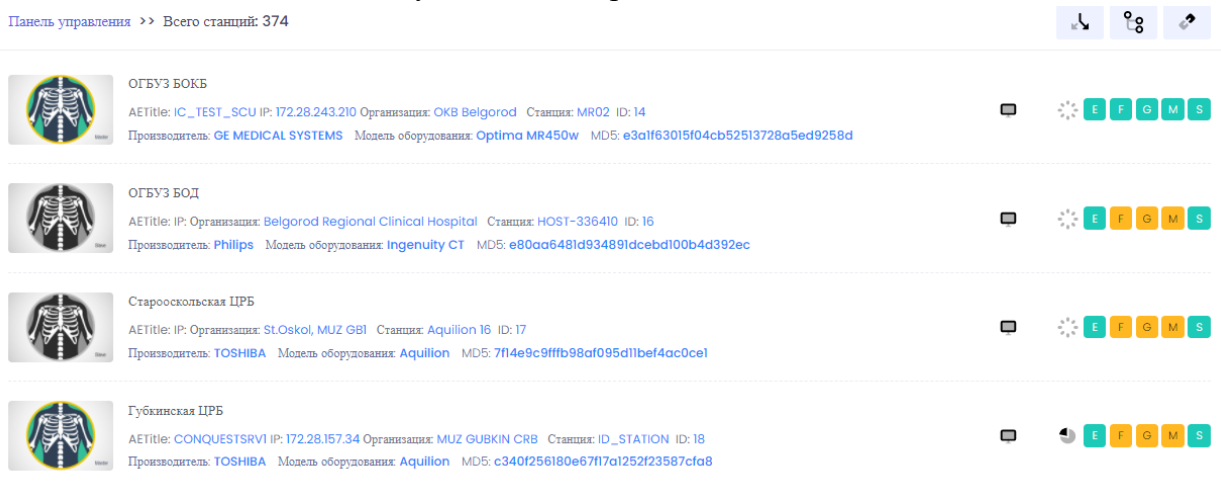 Панель управления >> Всего станций: 374
ОГБУЗ БОКБ
AETitle: IC_TEST_SCU IP: 172.28.243.210 Организация: OKB Belgorod Станция: MR02 ID: 14
E F G M S
Производитель: GE MEDICAL SYSTEMS Модель оборудования: Optima MR450w MD5: e3a1f63015f04cb52513728a5ed9258d
ОГБУЗ БОД
AETitle: IP: Организация: Belgorod Regional Clinical Hospital Станция: HOST-336410 ID: 16
E F G M S
Производитель: Philips Модель оборудования: Ingenuity CT MD5: e80aa6481d934891dcebd100b4d392ec
Старооскольская ЦРБ
AETitle: IP: Организация: St.Oskol, MUZ GB1 Станция: Aquilion 16 ID: 17
E F G M S
Производитель: TOSHIBA Модель оборудования: Aquilion MD5: 7f14e9c9fffb98af095d11bef4ac0ce1
Губкинская ЦРБ
AETitle: CONQUESTSRV1 IP: 172.28.157.34 Организация: MUZ GUBKIN CRB Станция: ID_STATION ID: 18
E F G M S
Производитель: TOSHIBA Модель оборудования: Aquilion MD5: c340f256180e67f17a1252f23587cfa8